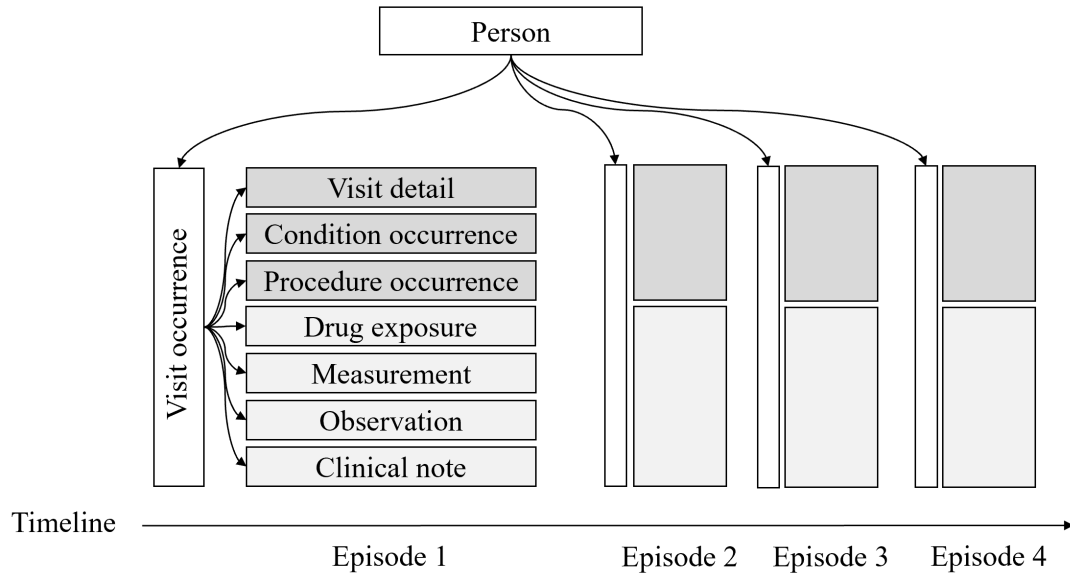 Person
Visit occurrence
Visit detail
Condition occurrence
Procedure occurrence
Drug exposure
Measurement
Observation
Clinical note
Timeline
Episode 1
Episode 2
Episode 3
Episode 4